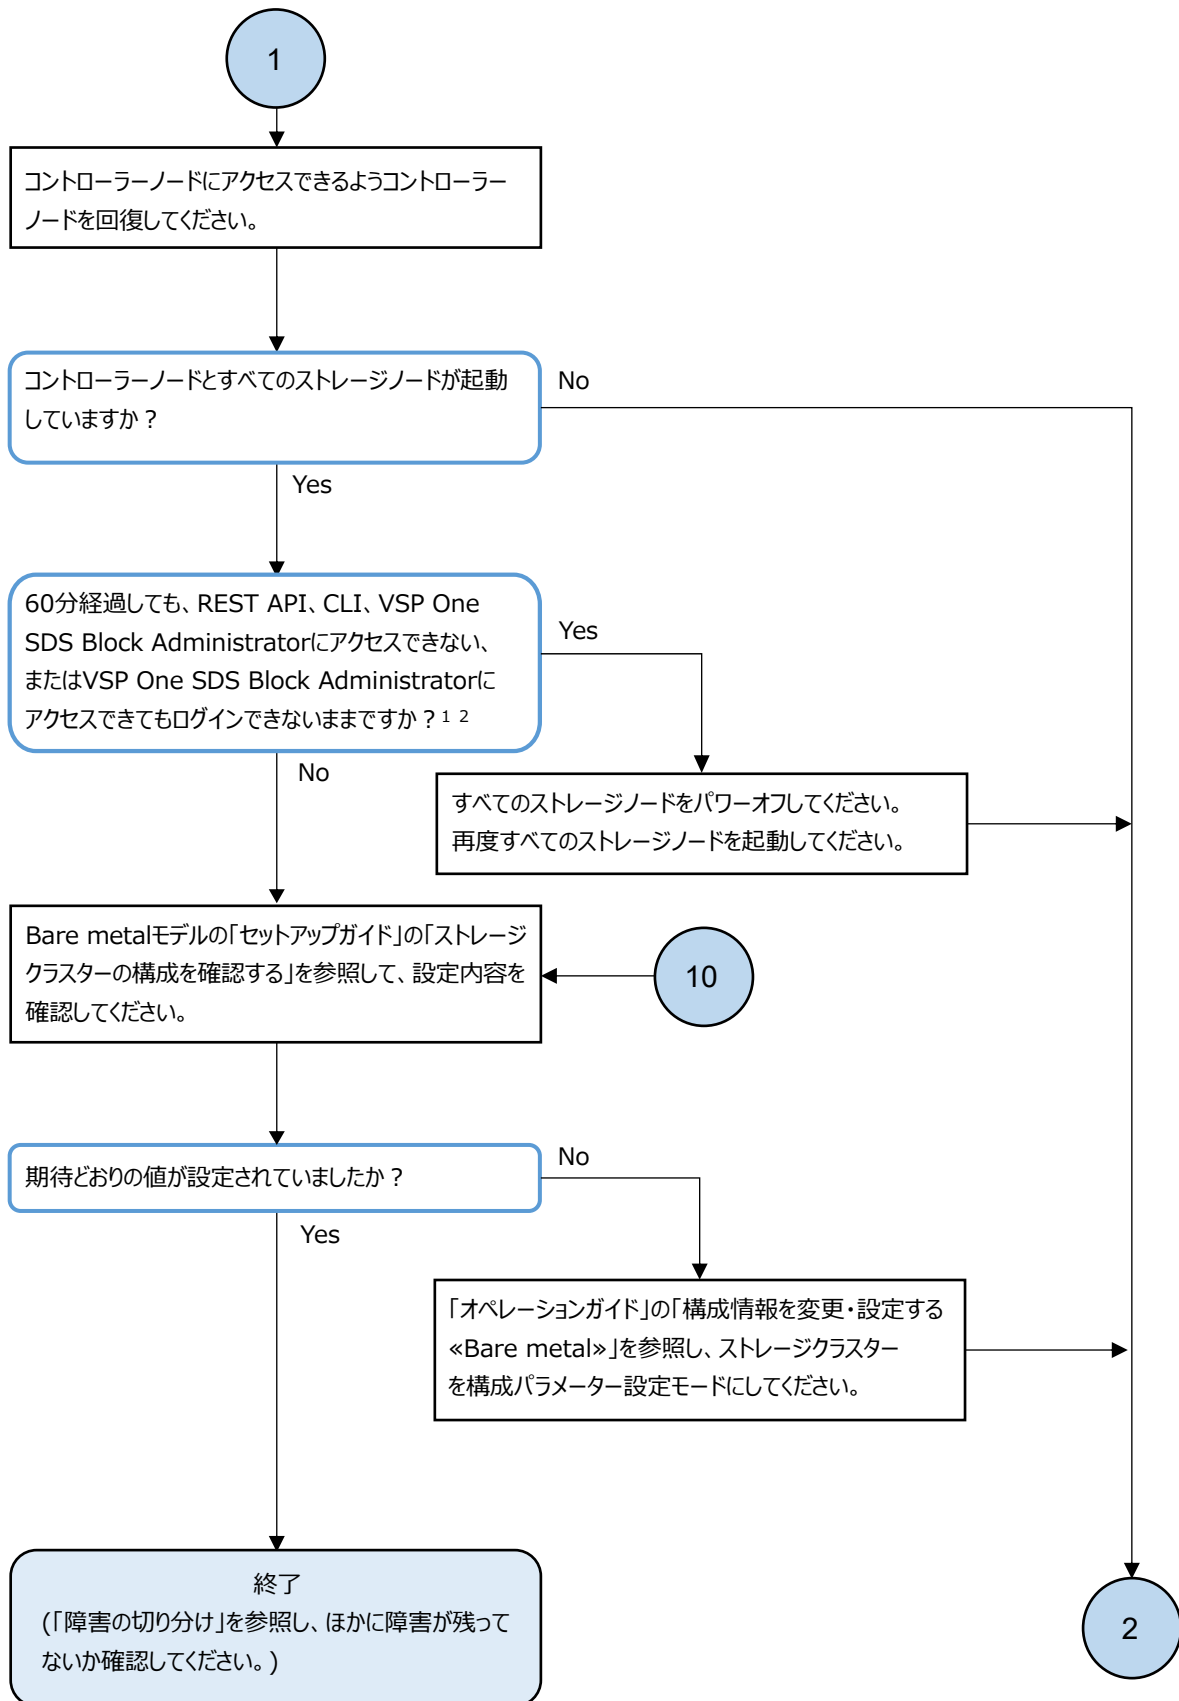 1
コントローラーノードにアクセスできるようコントローラー
ノードを回復してください。
コントローラーノードとすべてのストレージノードが起動
していますか？
No
Yes
60分経過しても、REST API、CLI、VSP One
SDS Block Administratorにアクセスできない、
またはVSP One SDS Block Administratorに
アクセスできてもログインできないままですか？¹ ²
Yes
No
すべてのストレージノードをパワーオフしてください。
再度すべてのストレージノードを起動してください。
Bare metalモデルの「セットアップガイド」の「ストレージ
クラスターの構成を確認する」を参照して、設定内容を
確認してください。
10
期待どおりの値が設定されていましたか？
No
Yes
「オペレーションガイド」の「構成情報を変更・設定する
«Bare metal»」を参照し、ストレージクラスター
を構成パラメーター設定モードにしてください。
終了
(「障害の切り分け」を参照し、ほかに障害が残って
ないか確認してください。)
2